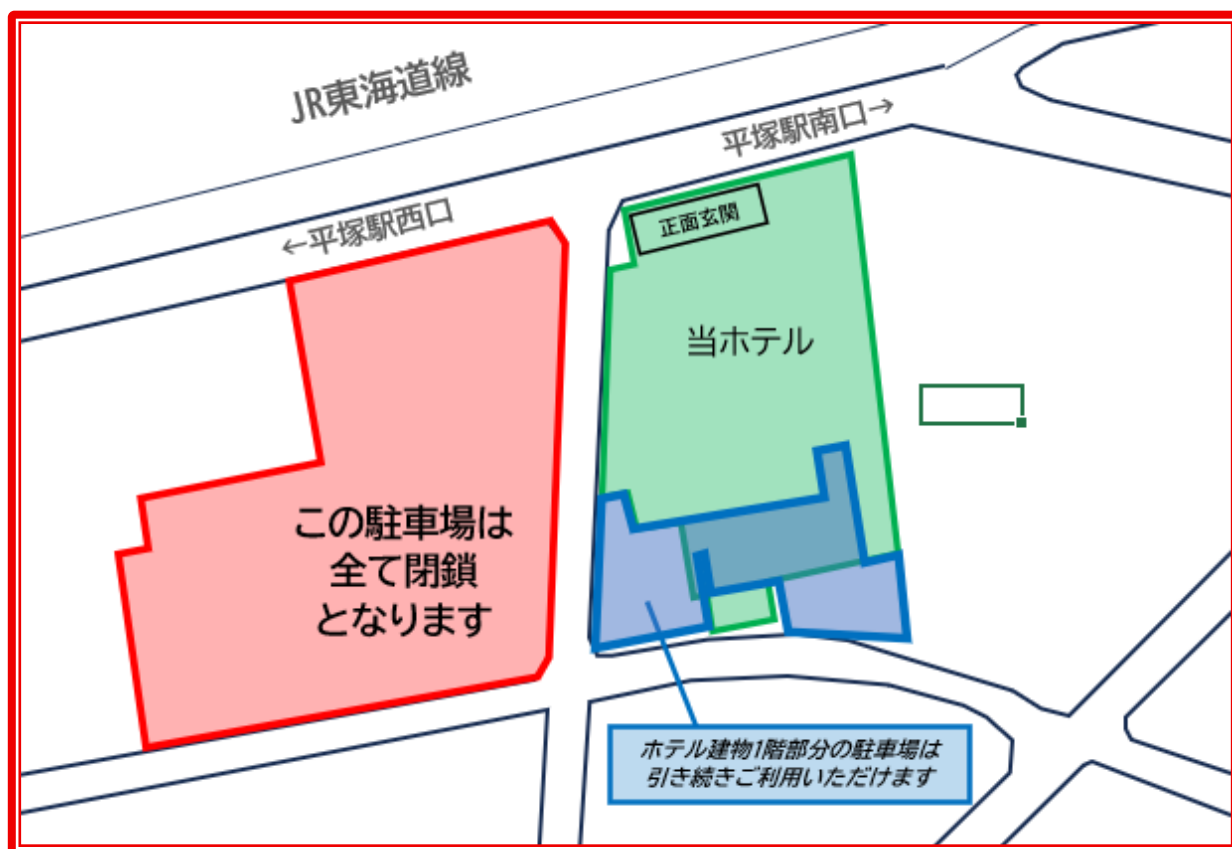 JR東海道線
平塚駅南口→
←平塚駅西口
正面玄関
当ホテル
この駐車場は
全て閉鎖
となります
ホテル建物1階部分の駐車場は
引き続きご利用いただけます